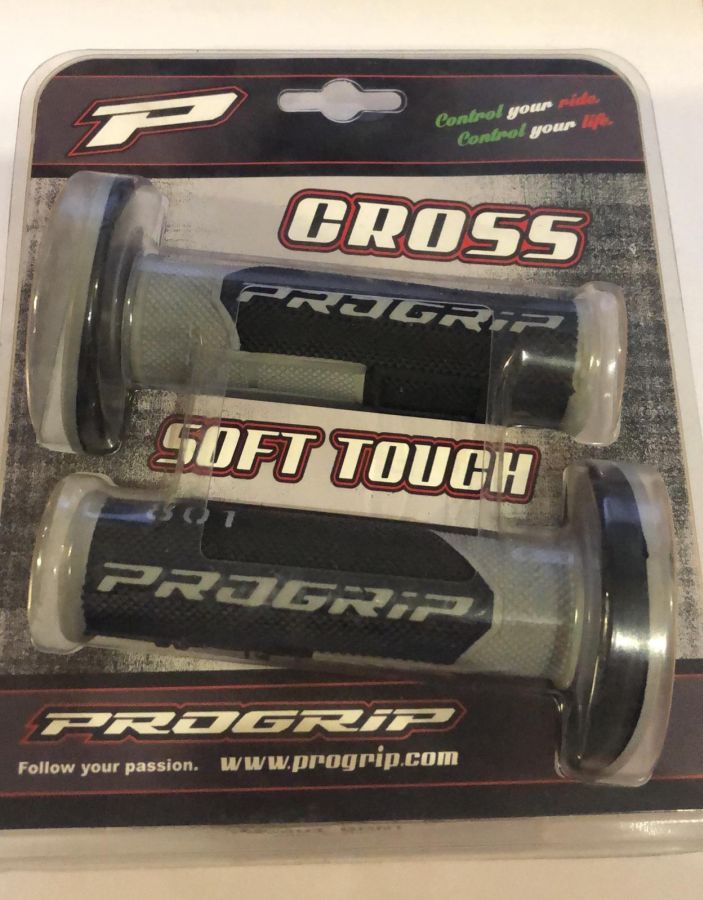 Control your ride.
Control your life.
CROSS
PROGRIP
SOFT TOUCH
801
PROGRIP
PROGRIP
Follow your passion. www.progrip.com